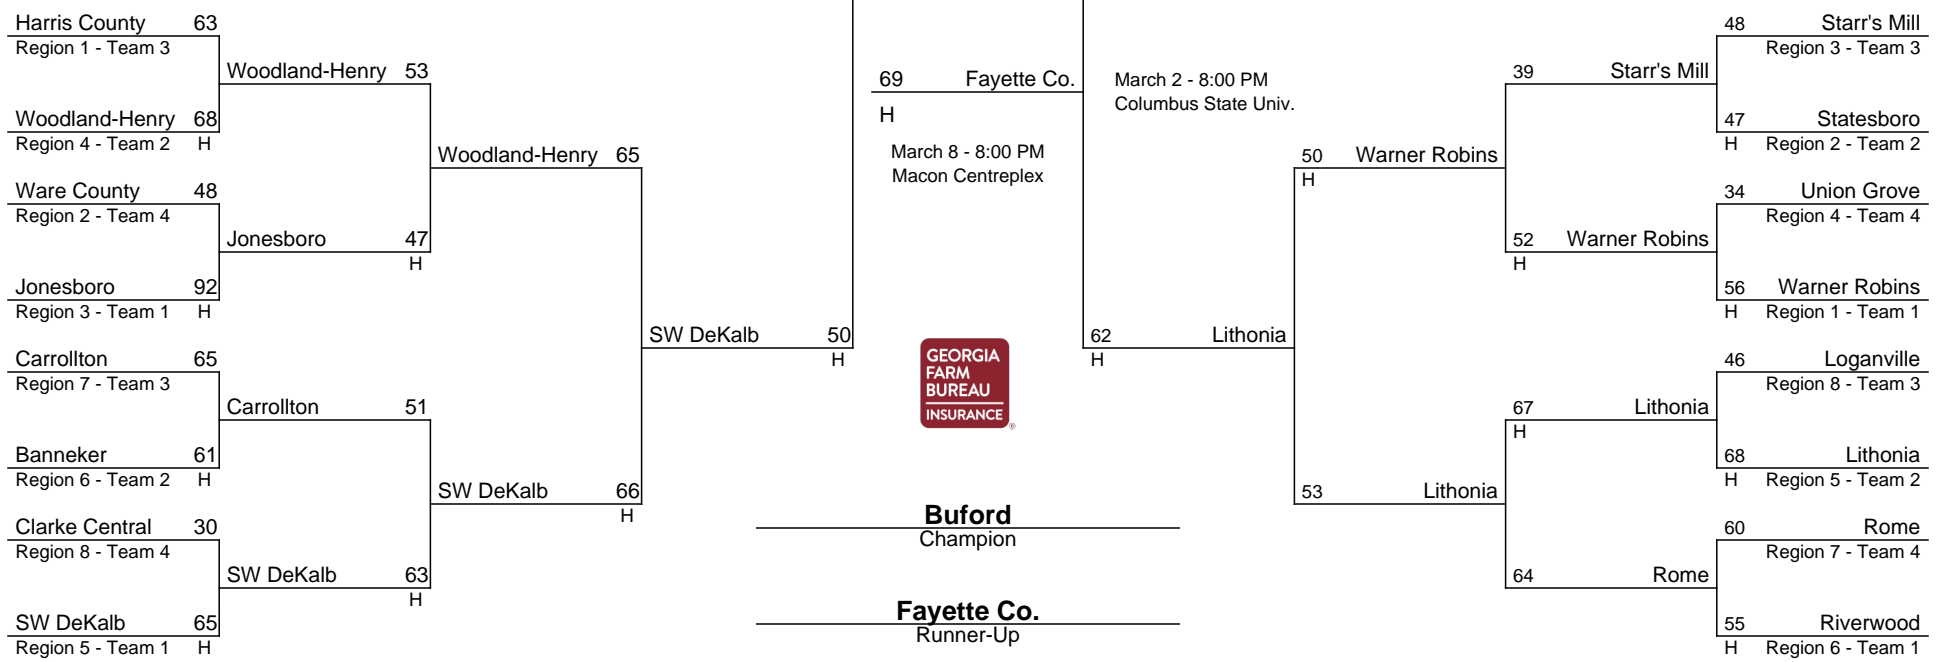 Harris County 63
Region 1 - Team 3
Woodland-Henry 53
Woodland-Henry 68
Region 4 - Team 2 H
Woodland-Henry 65
Ware County 48
Region 2 - Team 4
Jonesboro 47
H
Jonesboro 92
Region 3 - Team 1 H
SW DeKalb 50
H
Carrollton 65
Region 7 - Team 3
Carrollton 51
Banneker 61
Region 6 - Team 2 H
SW DeKalb 66
H
Clarke Central 30
Region 8 - Team 4
SW DeKalb 63
H
SW DeKalb 65
Region 5 - Team 1 H
69 Fayette Co.
H
March 8 - 8:00 PM
Macon Centreplex
March 2 - 8:00 PM
Columbus State Univ.
GEORGIA
FARM
BUREAU
INSURANCE
®
Buford
Champion
Fayette Co.
Runner-Up
48 Starr's Mill
Region 3 - Team 3
39 Starr's Mill
47 Statesboro
H Region 2 - Team 2
50 Warner Robins
H
34 Union Grove
Region 4 - Team 4
52 Warner Robins
H
56 Warner Robins
H Region 1 - Team 1
62 Lithonia
H
46 Loganville
Region 8 - Team 3
67 Lithonia
H
68 Lithonia
H Region 5 - Team 2
53 Lithonia
60 Rome
Region 7 - Team 4
64 Rome
55 Riverwood
H Region 6 - Team 1